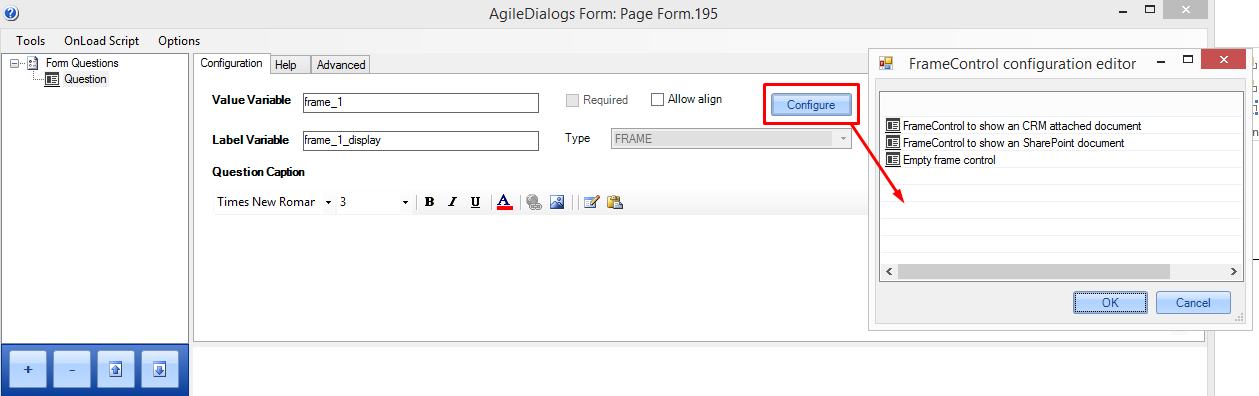 AgileDialogs Form: Page Form.195
Tools OnLoad Script Options
Form Questions
Question
Configuration Help Advanced
Value Variable frame_1 Required Allow align Configure
Label Variable frame_1_display Type FRAME
Question Caption
Times New Roman 3 B I U A
+ -
FrameControl configuration editor
FrameControl to show an CRM attached document
FrameControl to show an SharePoint document
Empty frame control
OK Cancel